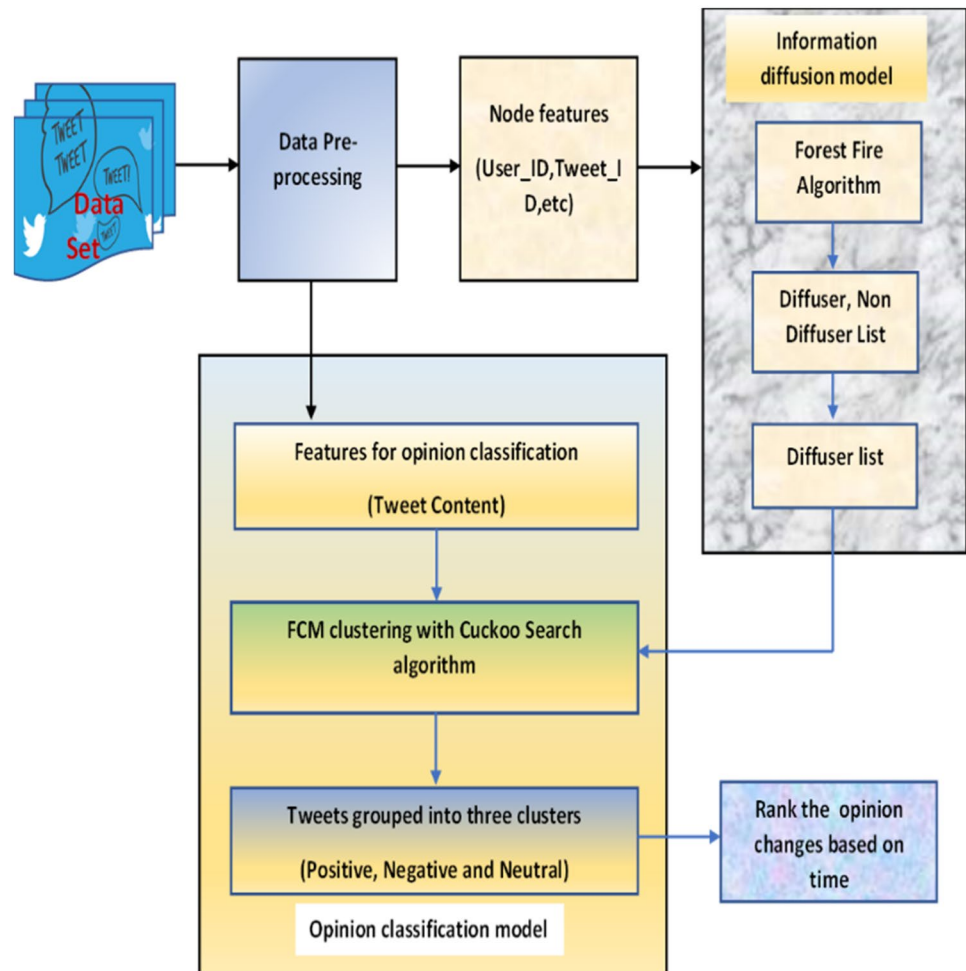 TWEET
TWEET
TWEET!
TWEET
Data
Set
Data Pre-
processing
Node features
(User_ID,Tweet_I
D,etc)
Information
diffusion model
Forest Fire
Algorithm
Diffuser, Non
Diffuser List
Diffuser list
Features for opinion classification
(Tweet Content)
FCM clustering with Cuckoo Search
algorithm
Tweets grouped into three clusters
(Positive, Negative and Neutral)
Opinion classification model
Rank the opinion
changes based on
time